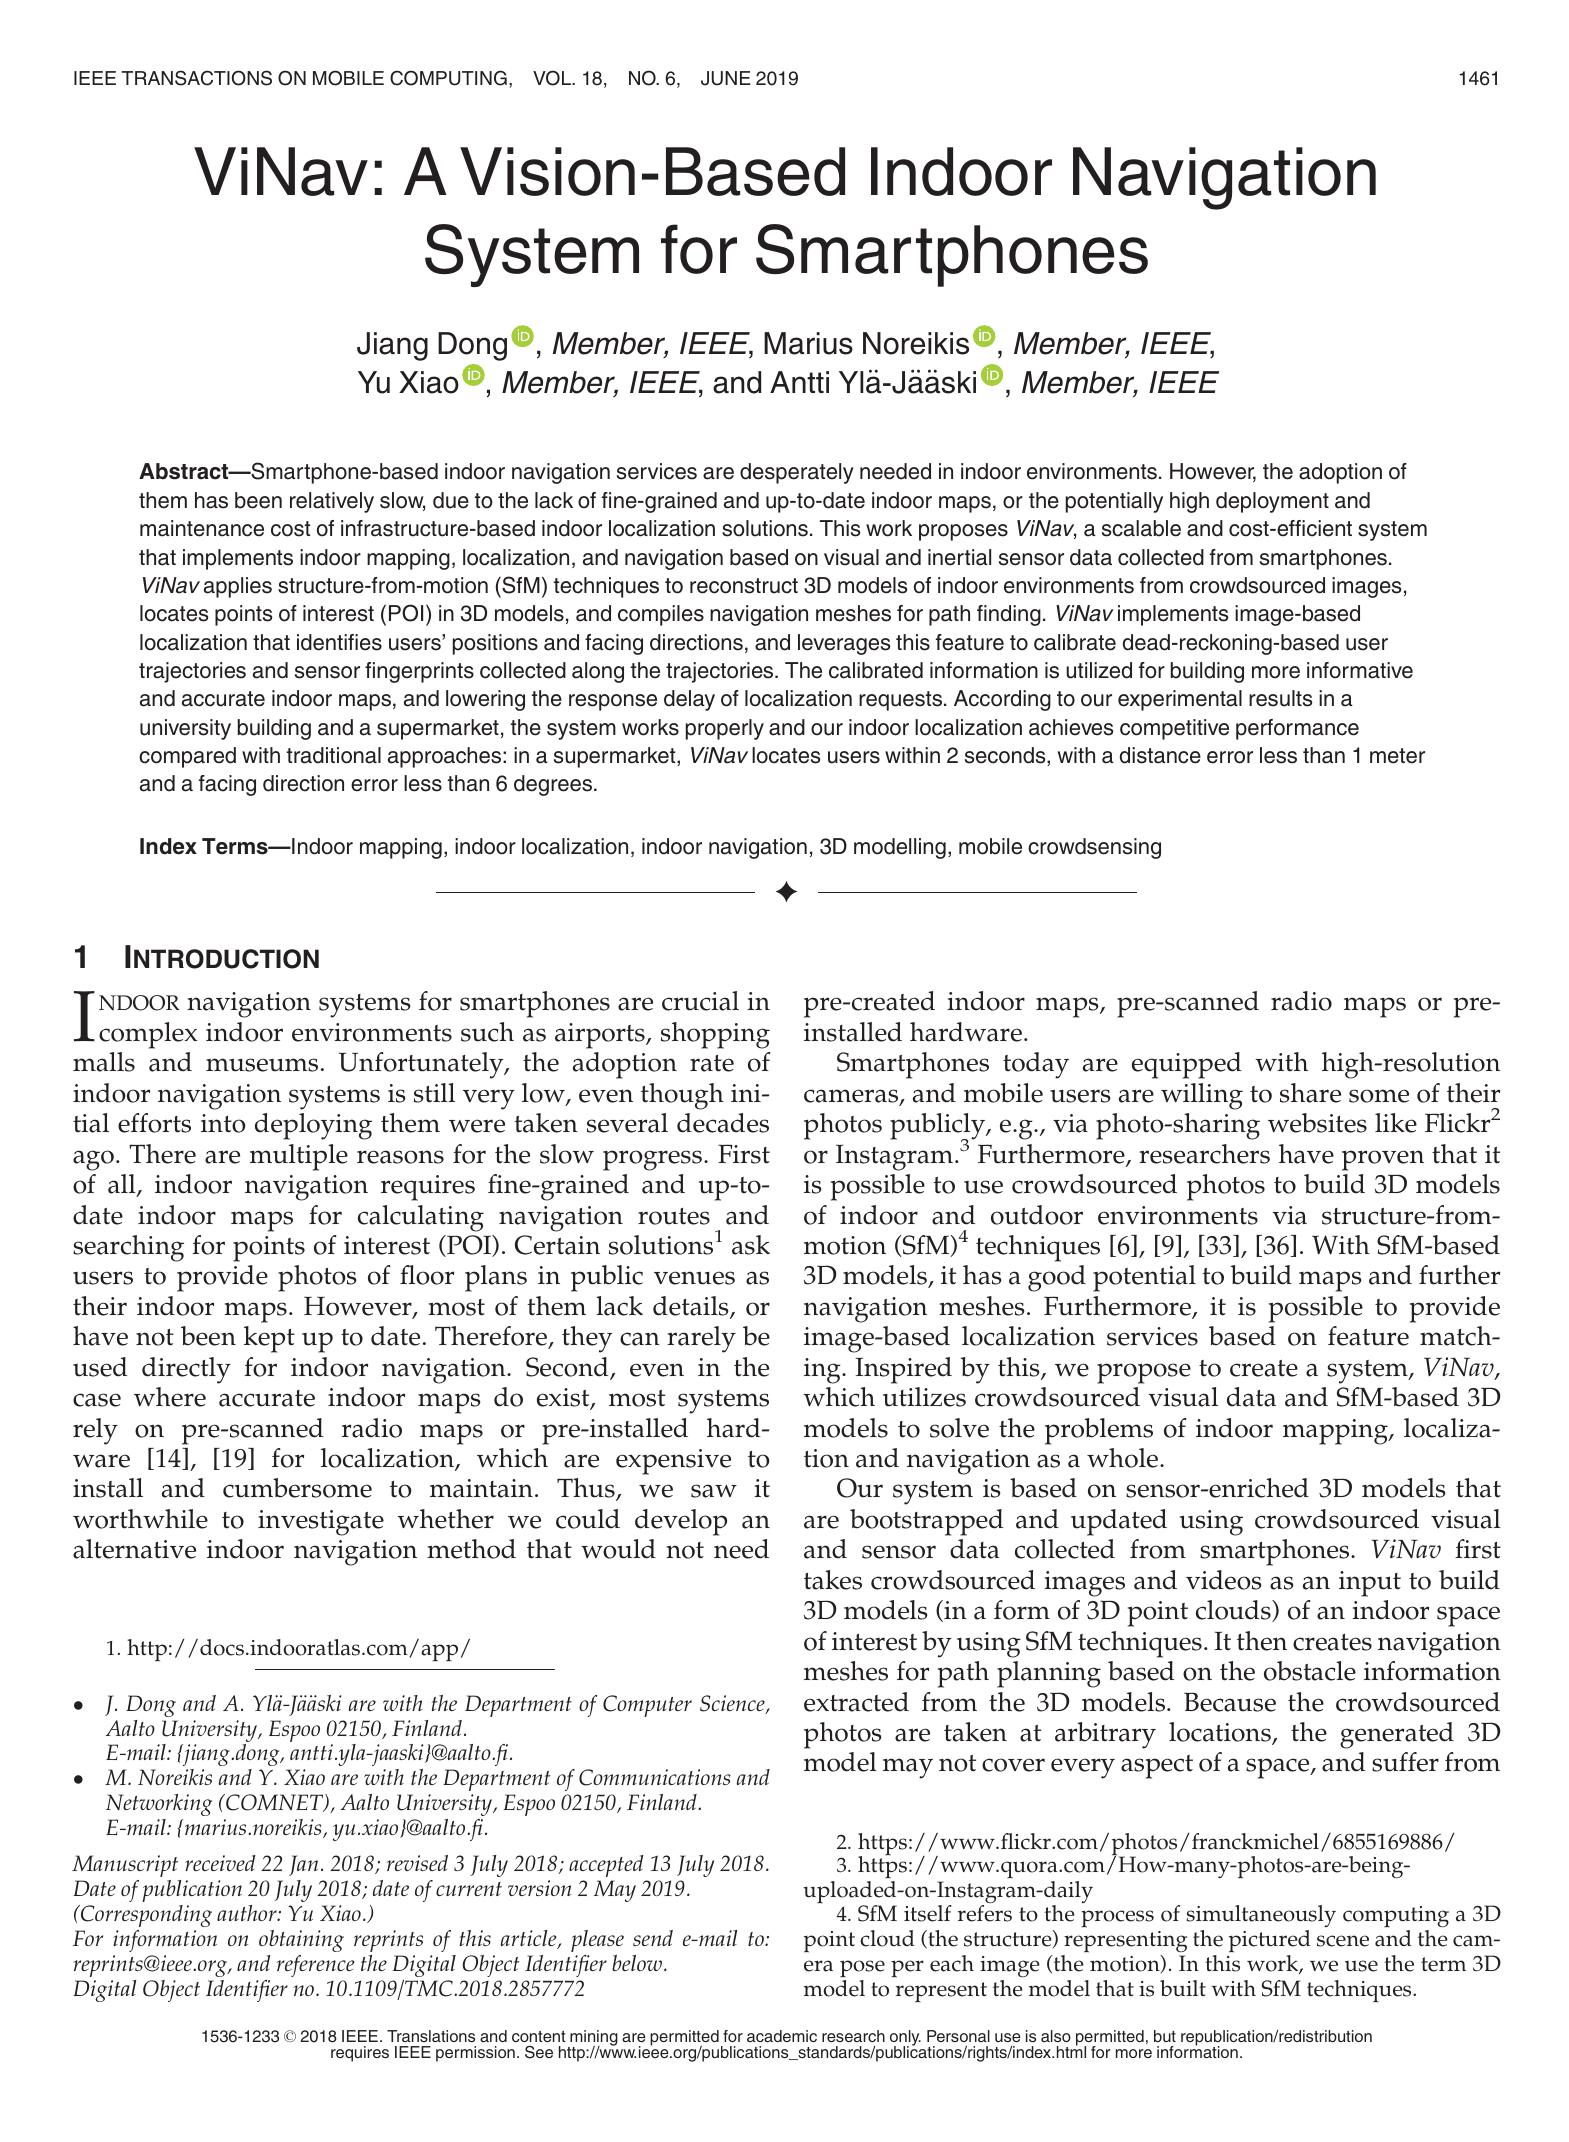 IEEE TRANSACTIONS ON MOBILE COMPUTING, VOL. 18, NO. 6, JUNE 2019
1461
ViNav: A Vision-Based Indoor Navigation
System for Smartphones
Jiang Dong iD, Member, IEEE, Marius Noreikis iD, Member, IEEE,
Yu Xiao iD, Member, IEEE, and Antti Ylä-Jääski iD, Member, IEEE
Abstract—Smartphone-based indoor navigation services are desperately needed in indoor environments. However, the adoption of
them has been relatively slow, due to the lack of fine-grained and up-to-date indoor maps, or the potentially high deployment and
maintenance cost of infrastructure-based indoor localization solutions. This work proposes ViNav, a scalable and cost-efficient system
that implements indoor mapping, localization, and navigation based on visual and inertial sensor data collected from smartphones.
ViNav applies structure-from-motion (SfM) techniques to reconstruct 3D models of indoor environments from crowdsourced images,
locates points of interest (POI) in 3D models, and compiles navigation meshes for path finding. ViNav implements image-based
localization that identifies users' positions and facing directions, and leverages this feature to calibrate dead-reckoning-based user
trajectories and sensor fingerprints collected along the trajectories. The calibrated information is utilized for building more informative
and accurate indoor maps, and lowering the response delay of localization requests. According to our experimental results in a
university building and a supermarket, the system works properly and our indoor localization achieves competitive performance
compared with traditional approaches: in a supermarket, ViNav locates users within 2 seconds, with a distance error less than 1 meter
and a facing direction error less than 6 degrees.
Index Terms—Indoor mapping, indoor localization, indoor navigation, 3D modelling, mobile crowdsensing
1 INTRODUCTION
INDOOR navigation systems for smartphones are crucial in
complex indoor environments such as airports, shopping
malls and museums. Unfortunately, the adoption rate of
indoor navigation systems is still very low, even though ini-
tial efforts into deploying them were taken several decades
ago. There are multiple reasons for the slow progress. First
of all, indoor navigation requires fine-grained and up-to-
date indoor maps for calculating navigation routes and
searching for points of interest (POI). Certain solutions1 ask
users to provide photos of floor plans in public venues as
their indoor maps. However, most of them lack details, or
have not been kept up to date. Therefore, they can rarely be
used directly for indoor navigation. Second, even in the
case where accurate indoor maps do exist, most systems
rely on pre-scanned radio maps or pre-installed hard-
ware [14], [19] for localization, which are expensive to
install and cumbersome to maintain. Thus, we saw it
worthwhile to investigate whether we could develop an
alternative indoor navigation method that would not need
1. http://docs.indooratlas.com/app/
• J. Dong and A. Ylä-Jääski are with the Department of Computer Science,
Aalto University, Espoo 02150, Finland.
E-mail: {jiang.dong, antti.yla-jaaski}@aalto.fi.
• M. Noreikis and Y. Xiao are with the Department of Communications and
Networking (COMNET), Aalto University, Espoo 02150, Finland.
E-mail: {marius.noreikis, yu.xiao}@aalto.fi.
Manuscript received 22 Jan. 2018; revised 3 July 2018; accepted 13 July 2018.
Date of publication 20 July 2018; date of current version 2 May 2019.
(Corresponding author: Yu Xiao.)
For information on obtaining reprints of this article, please send e-mail to:
reprints@ieee.org, and reference the Digital Object Identifier below.
Digital Object Identifier no. 10.1109/TMC.2018.2857772
pre-created indoor maps, pre-scanned radio maps or pre-
installed hardware.
Smartphones today are equipped with high-resolution
cameras, and mobile users are willing to share some of their
photos publicly, e.g., via photo-sharing websites like Flickr2
or Instagram.3 Furthermore, researchers have proven that it
is possible to use crowdsourced photos to build 3D models
of indoor and outdoor environments via structure-from-
motion (SfM)4 techniques [6], [9], [33], [36]. With SfM-based
3D models, it has a good potential to build maps and further
navigation meshes. Furthermore, it is possible to provide
image-based localization services based on feature match-
ing. Inspired by this, we propose to create a system, ViNav,
which utilizes crowdsourced visual data and SfM-based 3D
models to solve the problems of indoor mapping, localiza-
tion and navigation as a whole.
Our system is based on sensor-enriched 3D models that
are bootstrapped and updated using crowdsourced visual
and sensor data collected from smartphones. ViNav first
takes crowdsourced images and videos as an input to build
3D models (in a form of 3D point clouds) of an indoor space
of interest by using SfM techniques. It then creates navigation
meshes for path planning based on the obstacle information
extracted from the 3D models. Because the crowdsourced
photos are taken at arbitrary locations, the generated 3D
model may not cover every aspect of a space, and suffer from
2. https://www.flickr.com/photos/franckmichel/6855169886/
3. https://www.quora.com/How-many-photos-are-being-
uploaded-on-Instagram-daily
4. SfM itself refers to the process of simultaneously computing a 3D
point cloud (the structure) representing the pictured scene and the cam-
era pose per each image (the motion). In this work, we use the term 3D
model to represent the model that is built with SfM techniques.
1536-1233 © 2018 IEEE. Translations and content mining are permitted for academic research only. Personal use is also permitted, but republication/redistribution
requires IEEE permission. See http://www.ieee.org/publications_standards/publications/rights/index.html for more information.